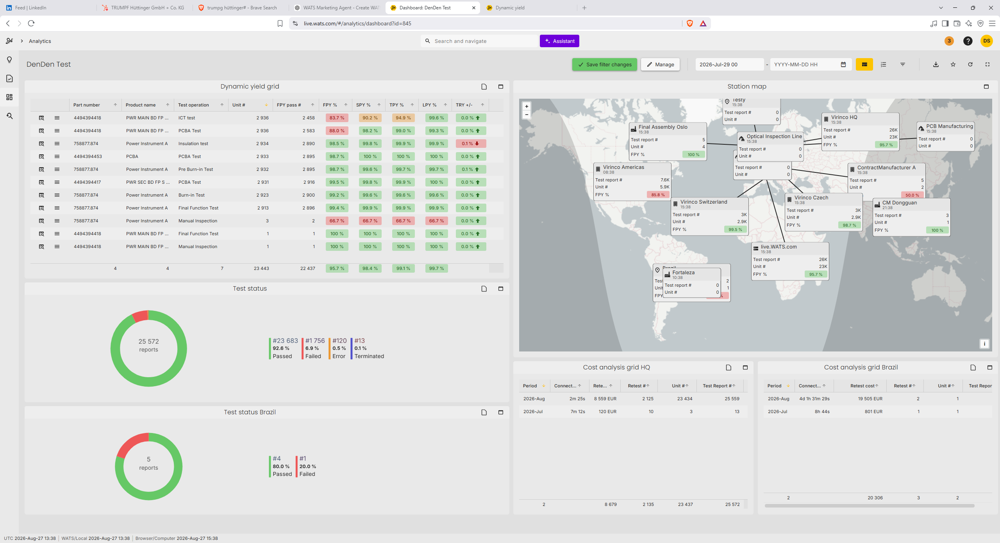 Feed | LinkedIn
TRUMPF Hüttinger GmbH + Co. KG
trumpg hüttinger# - Brave Search
WATS Marketing Agent - Create WAT
Dashboard: DenDen Test
Dynamic yield
live.wats.com/#/analytics/dashboard?id=845
Analytics
Search and navigate
Assistant
3
?
DS
DenDen Test
Save filter changes
Manage
2026-Jul-29 00
-
YYYY-MM-DD HH
Dynamic yield grid
Part number Product name Test operation Unit # FPY pass # FPY % SPY % TPY % LPY % TRY +/-
4494394418 PWR MAIN BD FP ... ICT test 2 936 2 458 83.7 % 90.2 % 94.9 % 99.6 % 0.0 %
4494394418 PWR MAIN BD FP ... PCBA Test 2 936 2 583 88.0 % 98.2 % 99.0 % 99.3 % 0.0 %
758877.874 Power Instrument A Insulation test 2 934 2 890 98.5 % 99.8 % 99.9 % 99.9 % 0.1 %
4494394453 PCBA PCBA Test 2 933 2 895 98.7 % 100 % 100 % 100 % 0.0 %
758877.874 Power Instrument A Pre Burn-in Test 2 932 2 895 98.7 % 99.6 % 99.7 % 99.7 % 0.1 %
4494394417 PWR SEC BD FP S ... PCBA Test 2 931 2 916 99.5 % 99.8 % 99.9 % 100 % 0.0 %
758877.874 Power Instrument A Burn-in Test 2 923 2 900 99.2 % 99.6 % 99.6 % 99.6 % 0.0 %
758877.874 Power Instrument A Final Function Test 2 913 2 896 99.4 % 99.9 % 99.9 % 99.9 % 0.0 %
758877.874 Power Instrument A Manual Inspection 3 2 66.7 % 66.7 % 66.7 % 66.7 % 0.0 %
4494394418 PWR MAIN BD FP ... Final Function Test 1 1 100 % 100 % 100 % 100 % 0.0 %
4494394418 PWR MAIN BD FP ... Manual Inspection 1 1 100 % 100 % 100 % 100 % 0.0 %
4 4 7 23 443 22 437 95.7 % 98.4 % 99.1 % 99.7 %
Station map
+
−
Testy
15:38
Test report # 0
Unit # 0
Final Assembly Oslo
15:38
Test report # 5
Unit # 4
FPY % 100 %
Optical Inspection Line
15:38
Test report # 0
Unit # 0
Test report # 0
Unit # 0
Virinco HQ
15:38
Test report # 26K
Unit # 23K
FPY % 95.7 %
PCB Manufacturing
15:38
Test report # 0
Unit # 0
Virinco Americas
08:38
Test report # 7.6K
Unit # 5.9K
FPY % 85.8 %
ContractManufacturer A
15:38
Test report # 5
Unit # 2
50.0 %
Virinco Switzerland
15:38
Test report # 3K
Unit # 2.9K
FPY % 99.5 %
Virinco Czech
15:38
Test report # 3K
Unit # 2.9K
FPY % 98.7 %
CM Dongguan
21:38
Test report # 3
Unit # 1
FPY % 100 %
live.WATS.com
15:38
Test report # 26K
Unit # 23K
FPY % 95.7 %
Brazil
Test 2
Unit 1
FPY %
Fortaleza
10:38
Test report # 0
Unit # 0
i
Test status
25 572
reports
#23 683 #1 756 #120 #13
92.6 % 6.9 % 0.5 % 0.1 %
Passed Failed Error Terminated
Test status Brazil
5
reports
#4 #1
80.0 % 20.0 %
Passed Failed
Cost analysis grid HQ
Period Connect... Rete... Retest # Unit # Test Report #
2026-Aug 2m 25s 8 559 EUR 2 125 23 434 25 559
2026-Jul 7m 12s 120 EUR 10 3 13
2 8 679 2 135 23 437 25 572
Cost analysis grid Brazil
Period Connect... Retest cost Retest # Unit # Test Repor
2026-Aug 4d 1h 31m 29s 19 505 EUR 2 1
2026-Jul 8h 44s 801 EUR 1 1
2 20 306 3 2
UTC 2026-Aug-27 13:38 | WATS/Local 2026-Aug-27 13:38 | Browser/Computer 2026-Aug-27 15:38